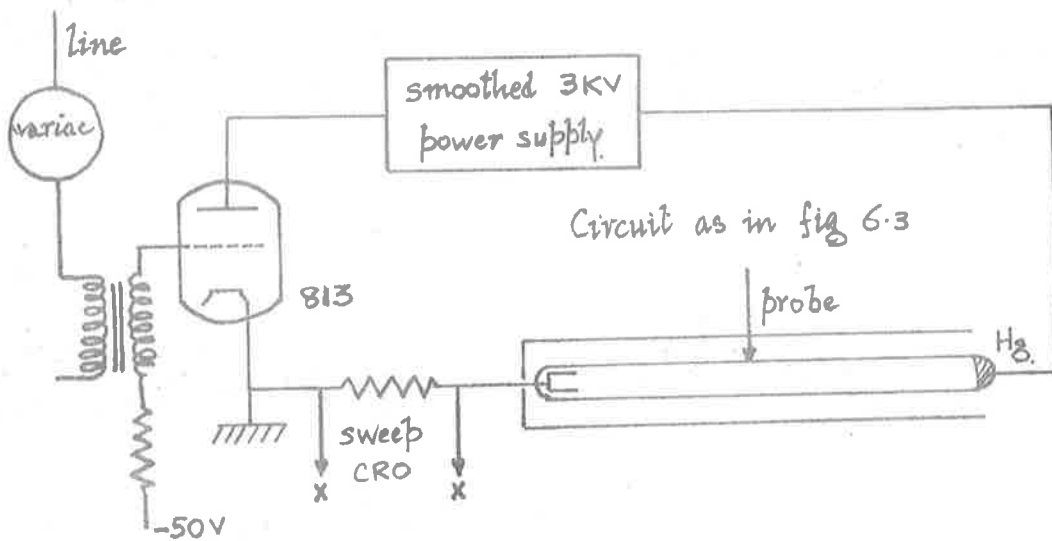 line
variac
smoothed 3KV
power supply.
Circuit as in fig 6.3
813
probe
Hg.
sweep
CRO
X
X
-50V